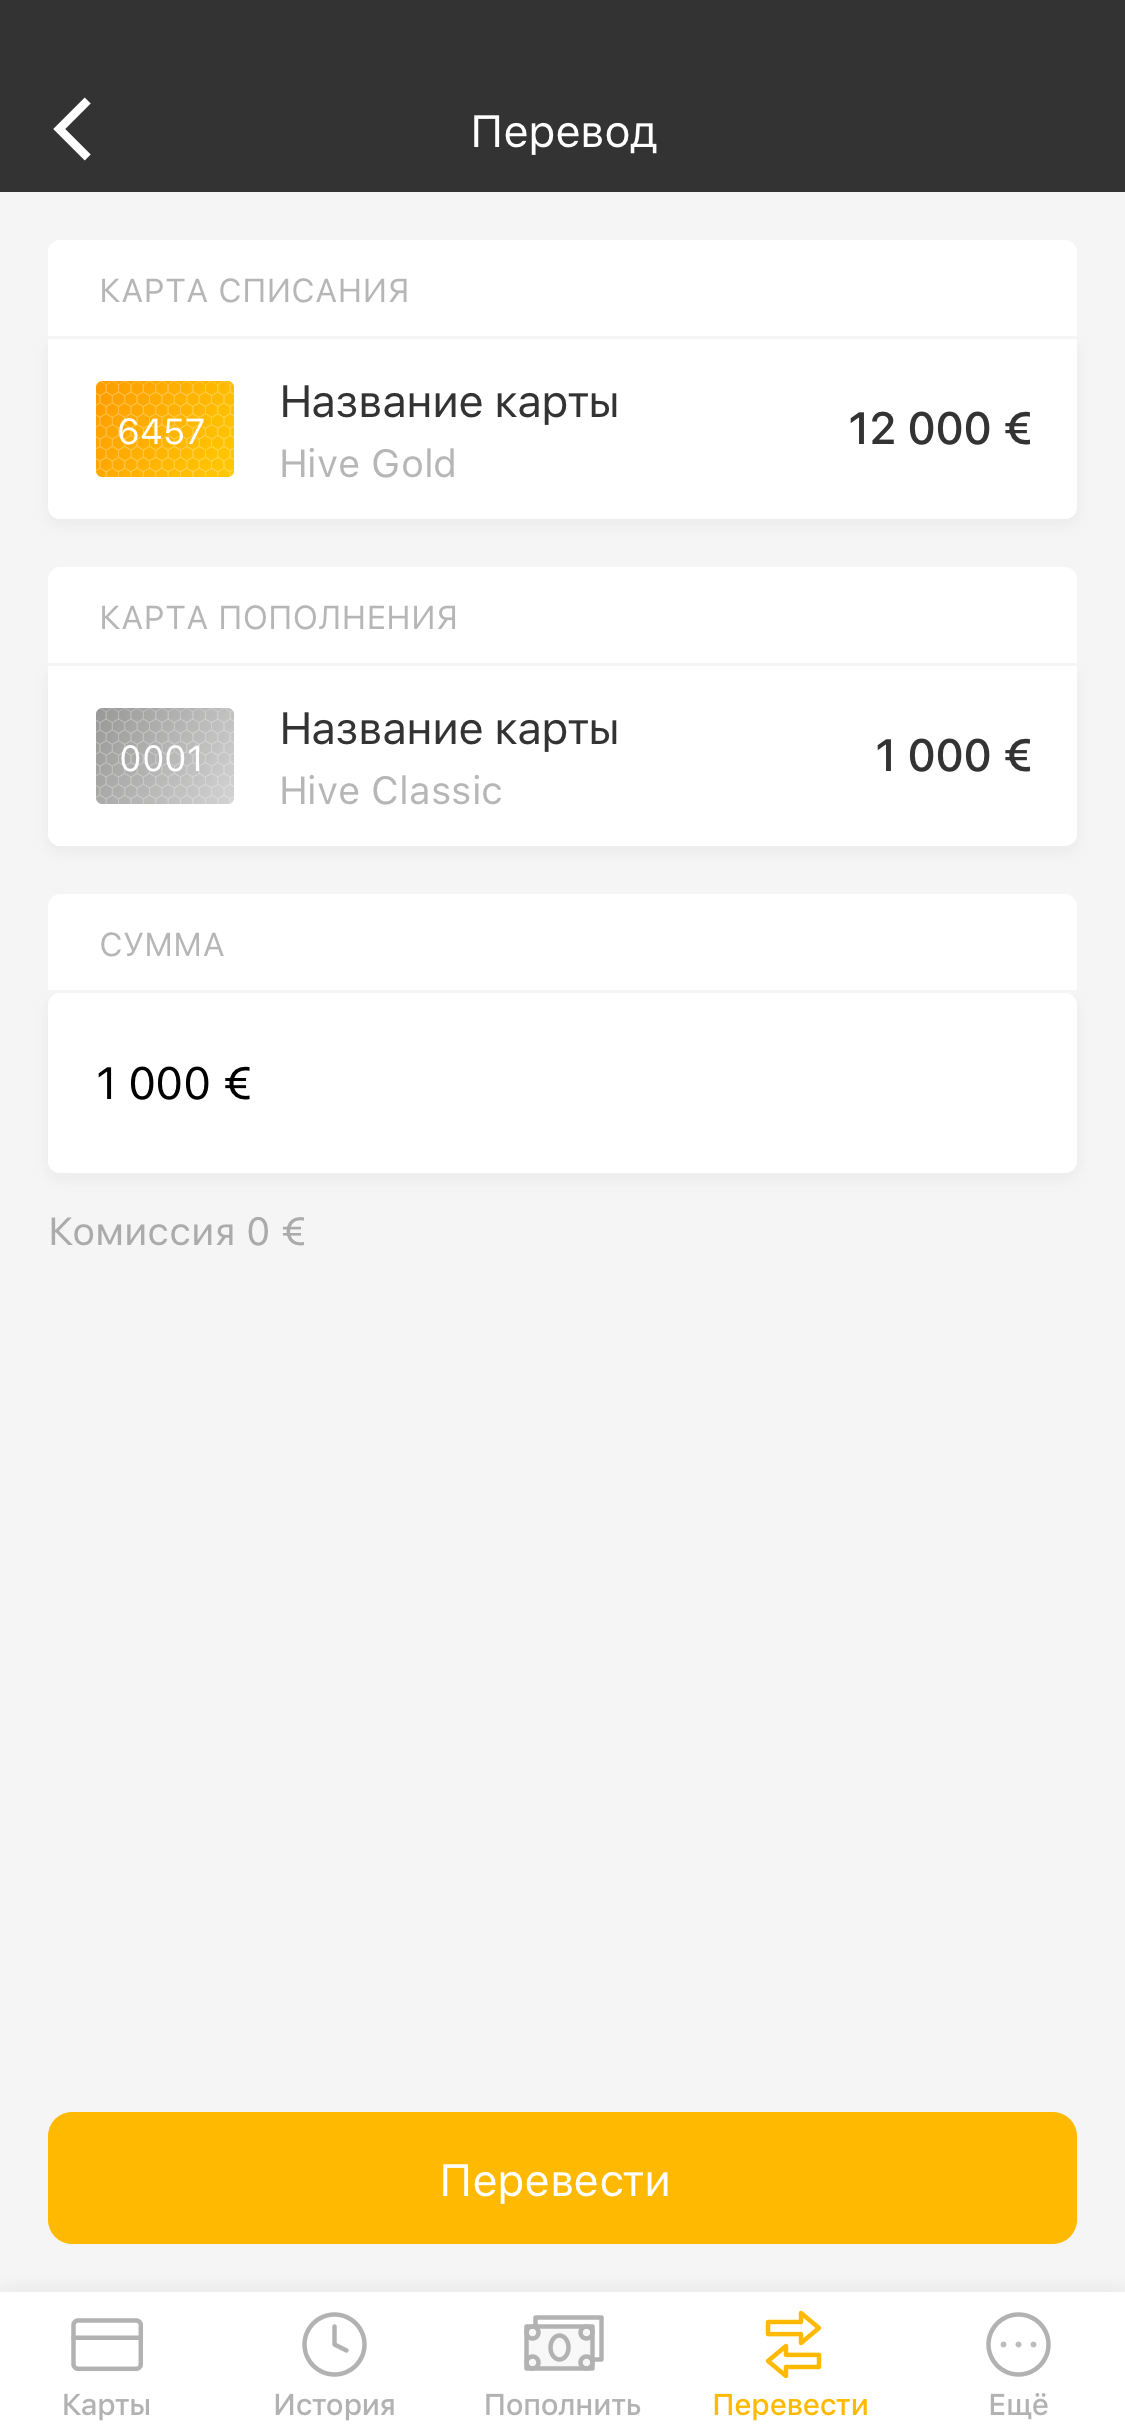 Перевод
КАРТА СПИСАНИЯ
6457
Название карты
Hive Gold
12 000 €
КАРТА ПОПОЛНЕНИЯ
0001
Название карты
Hive Classic
1 000 €
СУММА
1 000 €
Комиссия 0 €
Перевести
Карты
История
Пополнить
Перевести
Ещё